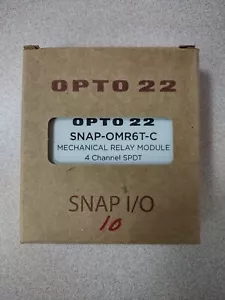 OPTO 22
OPTO 22
SNAP-OMR6T-C
MECHANICAL RELAY MODULE
4 Channel SPDT
SNAP I/O
10